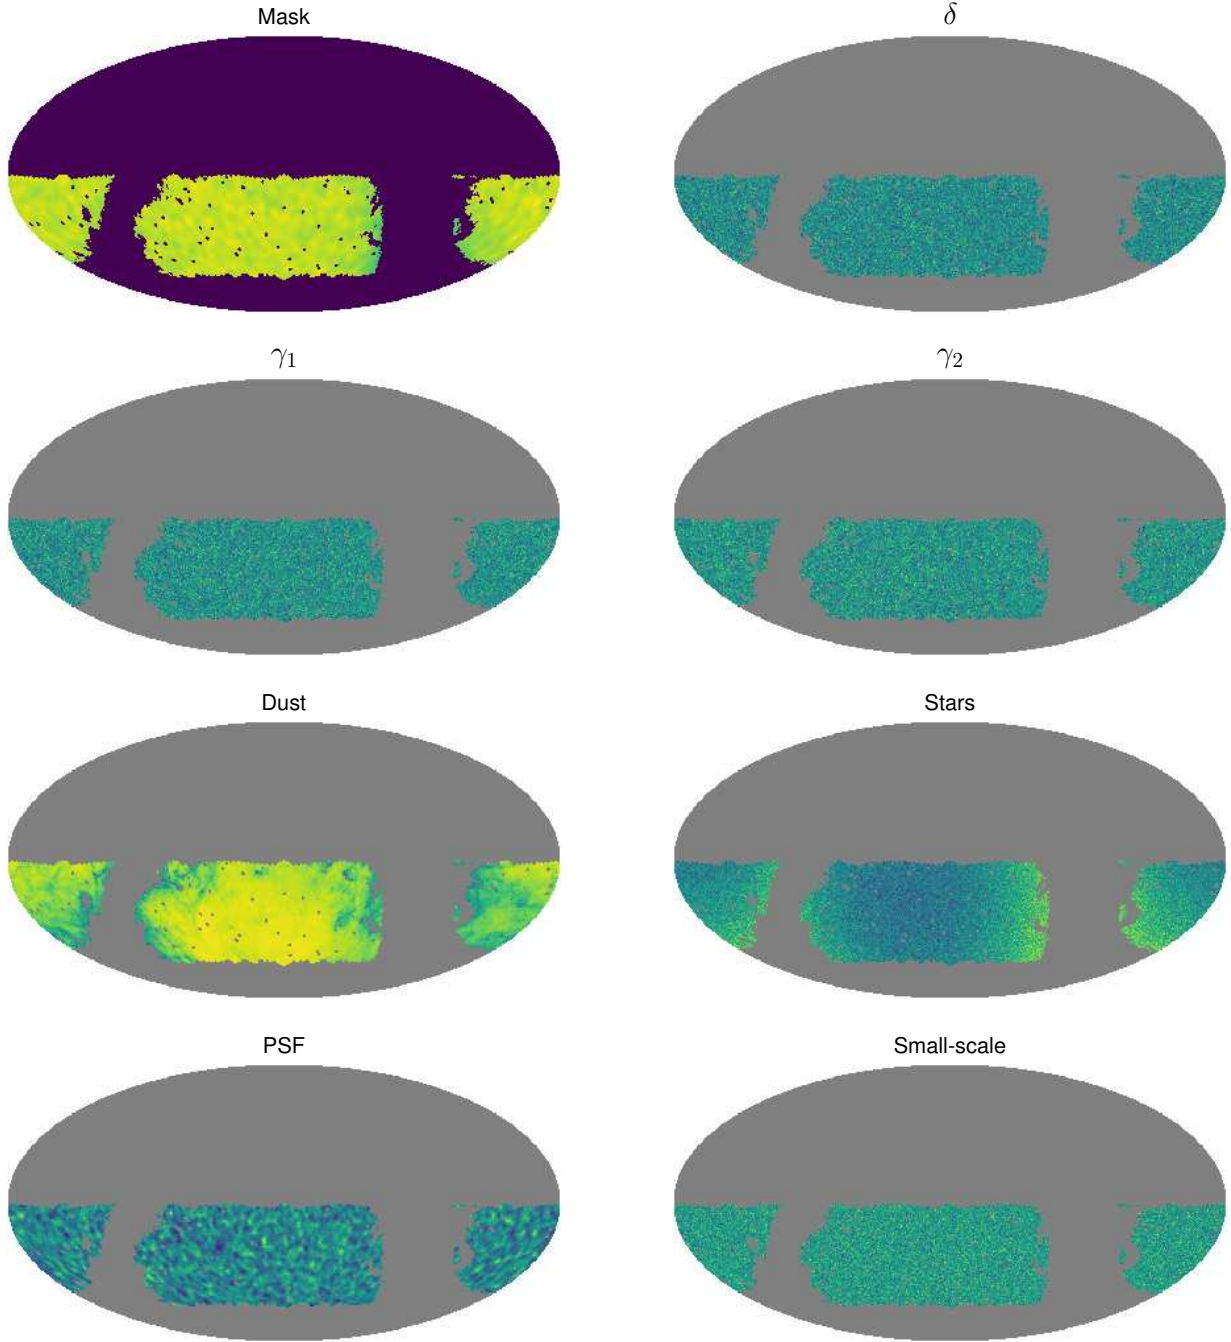 Mask
δ
γ₁
γ₂
Dust
Stars
PSF
Small-scale